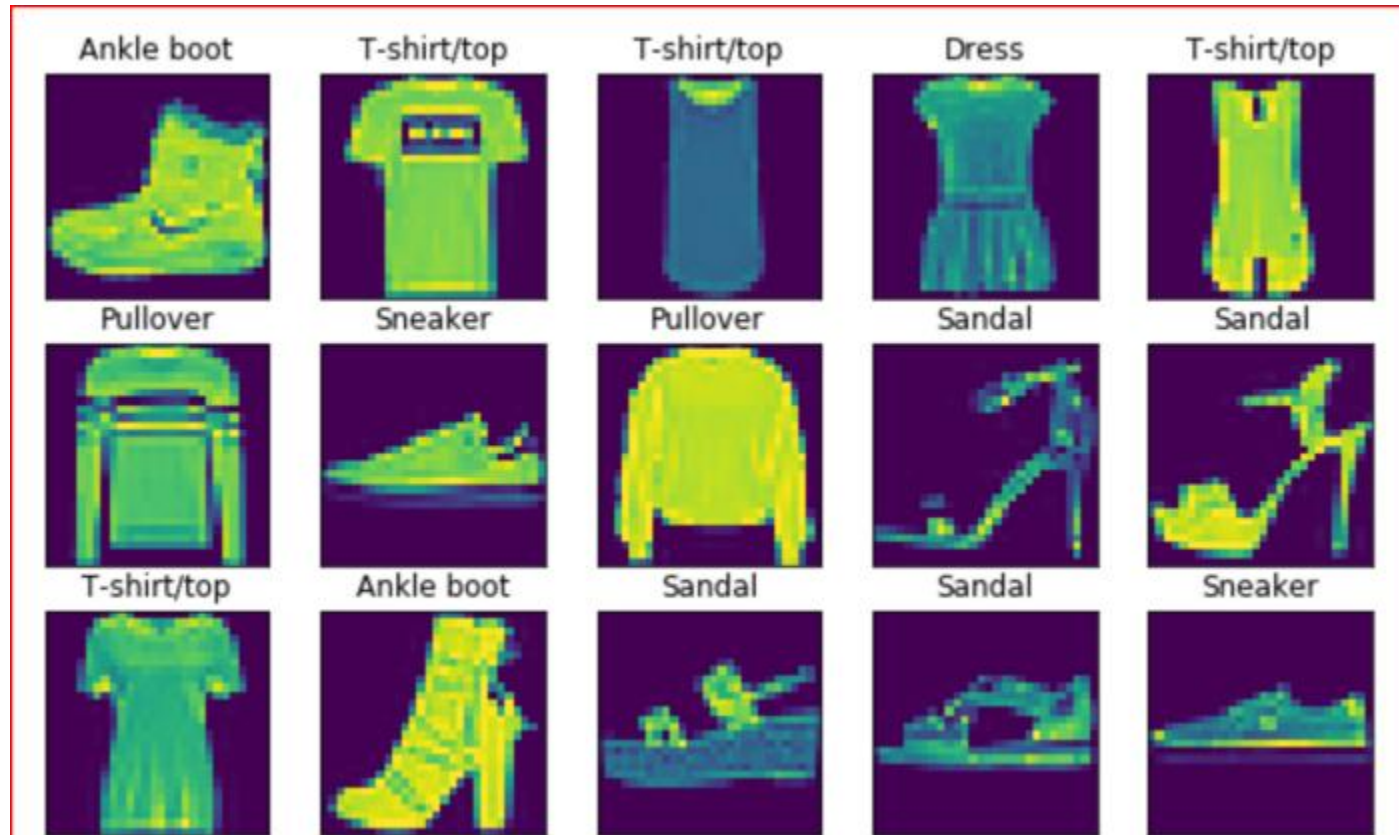 Ankle boot T-shirt/top T-shirt/top Dress T-shirt/top
Pullover Sneaker Pullover Sandal Sandal
T-shirt/top Ankle boot Sandal Sandal Sneaker